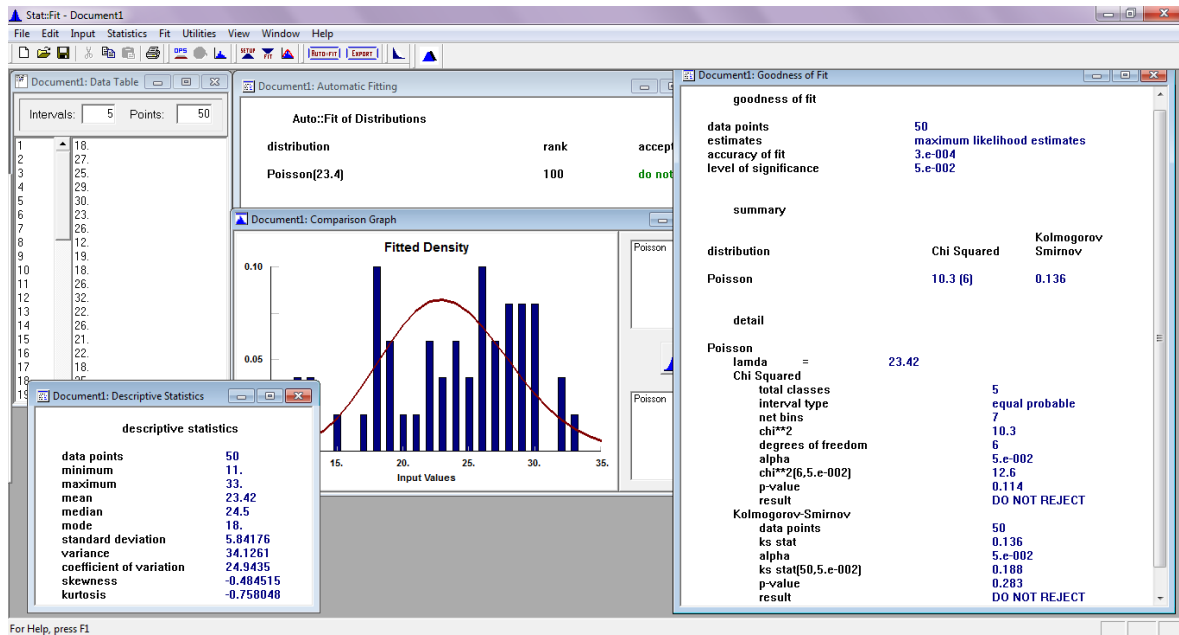 Stat::Fit - Document1
File Edit Input Statistics Fit Utilities View Window Help
DPS SETUP FIT AUTO::FIT EXPORT
Document1: Data Table
Intervals: 5 Points: 50
1 18.
2 27.
3 25.
4 29.
5 30.
6 23.
7 26.
8 12.
9 19.
10 18.
11 26.
12 32.
13 22.
14 26.
15 21.
16 22.
17 18.
18
19
Document1: Automatic Fitting
Auto::Fit of Distributions
distribution rank accept
Poisson(23.4) 100 do not
Document1: Comparison Graph
Fitted Density
0.10
0.05
15. 20. 25. 30. 35.
Input Values
Poisson
Poisson
Document1: Descriptive Statistics
descriptive statistics
data points 50
minimum 11.
maximum 33.
mean 23.42
median 24.5
mode 18.
standard deviation 5.84176
variance 34.1261
coefficient of variation 24.9435
skewness -0.484515
kurtosis -0.758048
Document1: Goodness of Fit
goodness of fit
data points 50
estimates maximum likelihood estimates
accuracy of fit 3.e-004
level of significance 5.e-002
summary
distribution Chi Squared Kolmogorov Smirnov
Poisson 10.3 (6) 0.136
detail
Poisson
lamda = 23.42
Chi Squared
total classes 5
interval type equal probable
net bins 7
chi**2 10.3
degrees of freedom 6
alpha 5.e-002
chi**2(6,5.e-002) 12.6
p-value 0.114
result DO NOT REJECT
Kolmogorov-Smirnov
data points 50
ks stat 0.136
alpha 5.e-002
ks stat(50,5.e-002) 0.188
p-value 0.283
result DO NOT REJECT
For Help, press F1